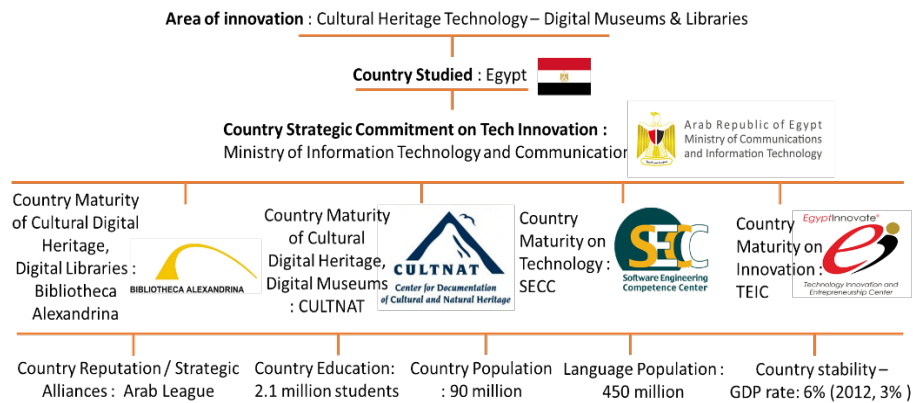 Area of innovation : Cultural Heritage Technology – Digital Museums & Libraries
Country Studied : Egypt
Country Strategic Commitment on Tech Innovation :
Ministry of Information Technology and Communication
Arab Republic of Egypt
Ministry of Communications
and Information Technology
Country Maturity
of Cultural Digital
Heritage,
Digital Libraries :
Bibliotheca
Alexandrina
BIBLIOTHECA ALEXANDRINA
Country Maturity
of Cultural
Digital Heritage,
Digital Museums
: CULTNAT
CULTNAT
Center for Documentation
of Cultural and Natural Heritage
Country
Maturity on
Technology :
SECC
SECC
Software Engineering
Competence Center
Country
Maturity on
Innovation :
TEIC
EgyptInnovate
ei
Technology Innovation and
Entrepreneurship Center
Country Reputation / Strategic
Alliances : Arab League
Country Education:
2.1 million students
Country Population
: 90 million
Language Population :
450 million
Country stability –
GDP rate: 6% (2012, 3% )